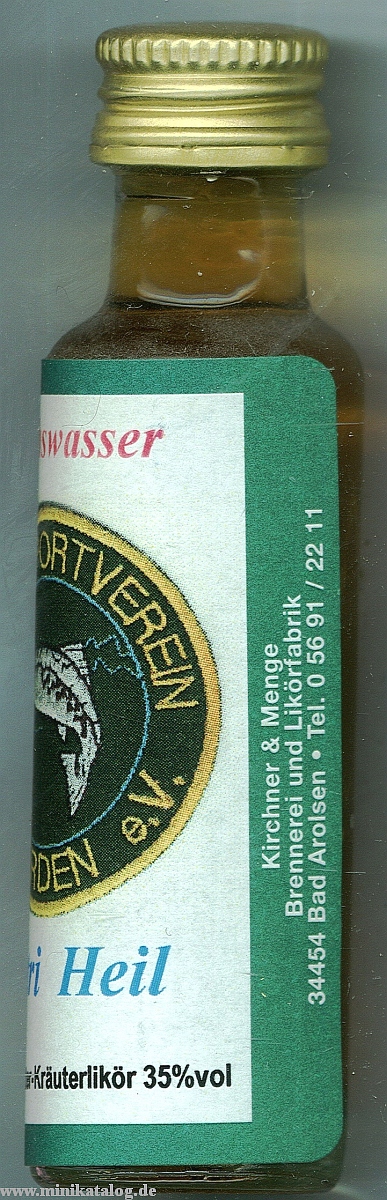 swasser
ORTVEREIN
e.V.
RDEN
ri Heil
Kräuterlikör 35%vol
Kirchner & Menge
Brennerei und Likörfabrik
34454 Bad Arolsen • Tel. 0 56 91 / 22 11
www.minikatalog.de